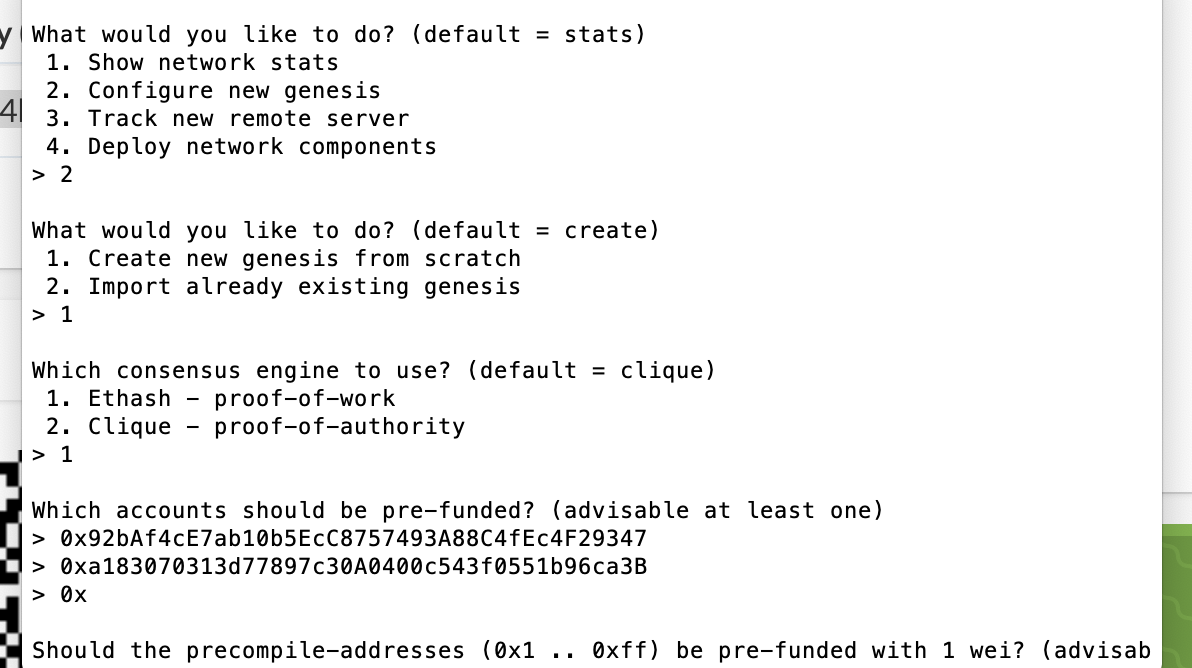 What would you like to do? (default = stats)
1. Show network stats
2. Configure new genesis
3. Track new remote server
4. Deploy network components
> 2
What would you like to do? (default = create)
1. Create new genesis from scratch
2. Import already existing genesis
> 1
Which consensus engine to use? (default = clique)
1. Ethash - proof-of-work
2. Clique - proof-of-authority
> 1
Which accounts should be pre-funded? (advisable at least one)
> 0x92bAf4cE7ab10b5EcC8757493A88C4fEc4F29347
> 0xa183070313d77897c30A0400c543f0551b96ca3B
> 0x
Should the precompile-addresses (0x1 .. 0xff) be pre-funded with 1 wei? (advisab